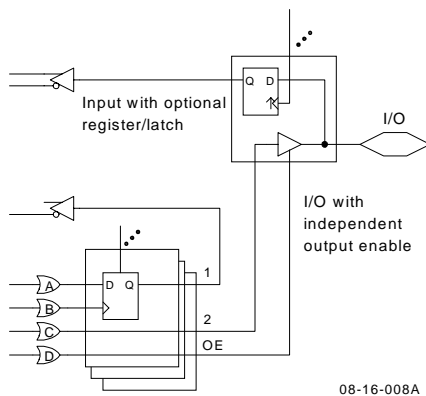 Q D
Input with optional
register/latch
I/O
I/O with
independent
output enable
1
A
D Q
B
C
2
D
OE
08-16-008A